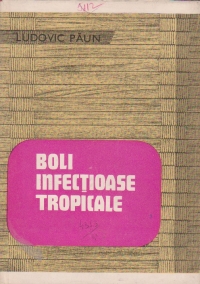 LUDOVIC PĂUN
BOLI
INFECȚIOASE
TROPICALE